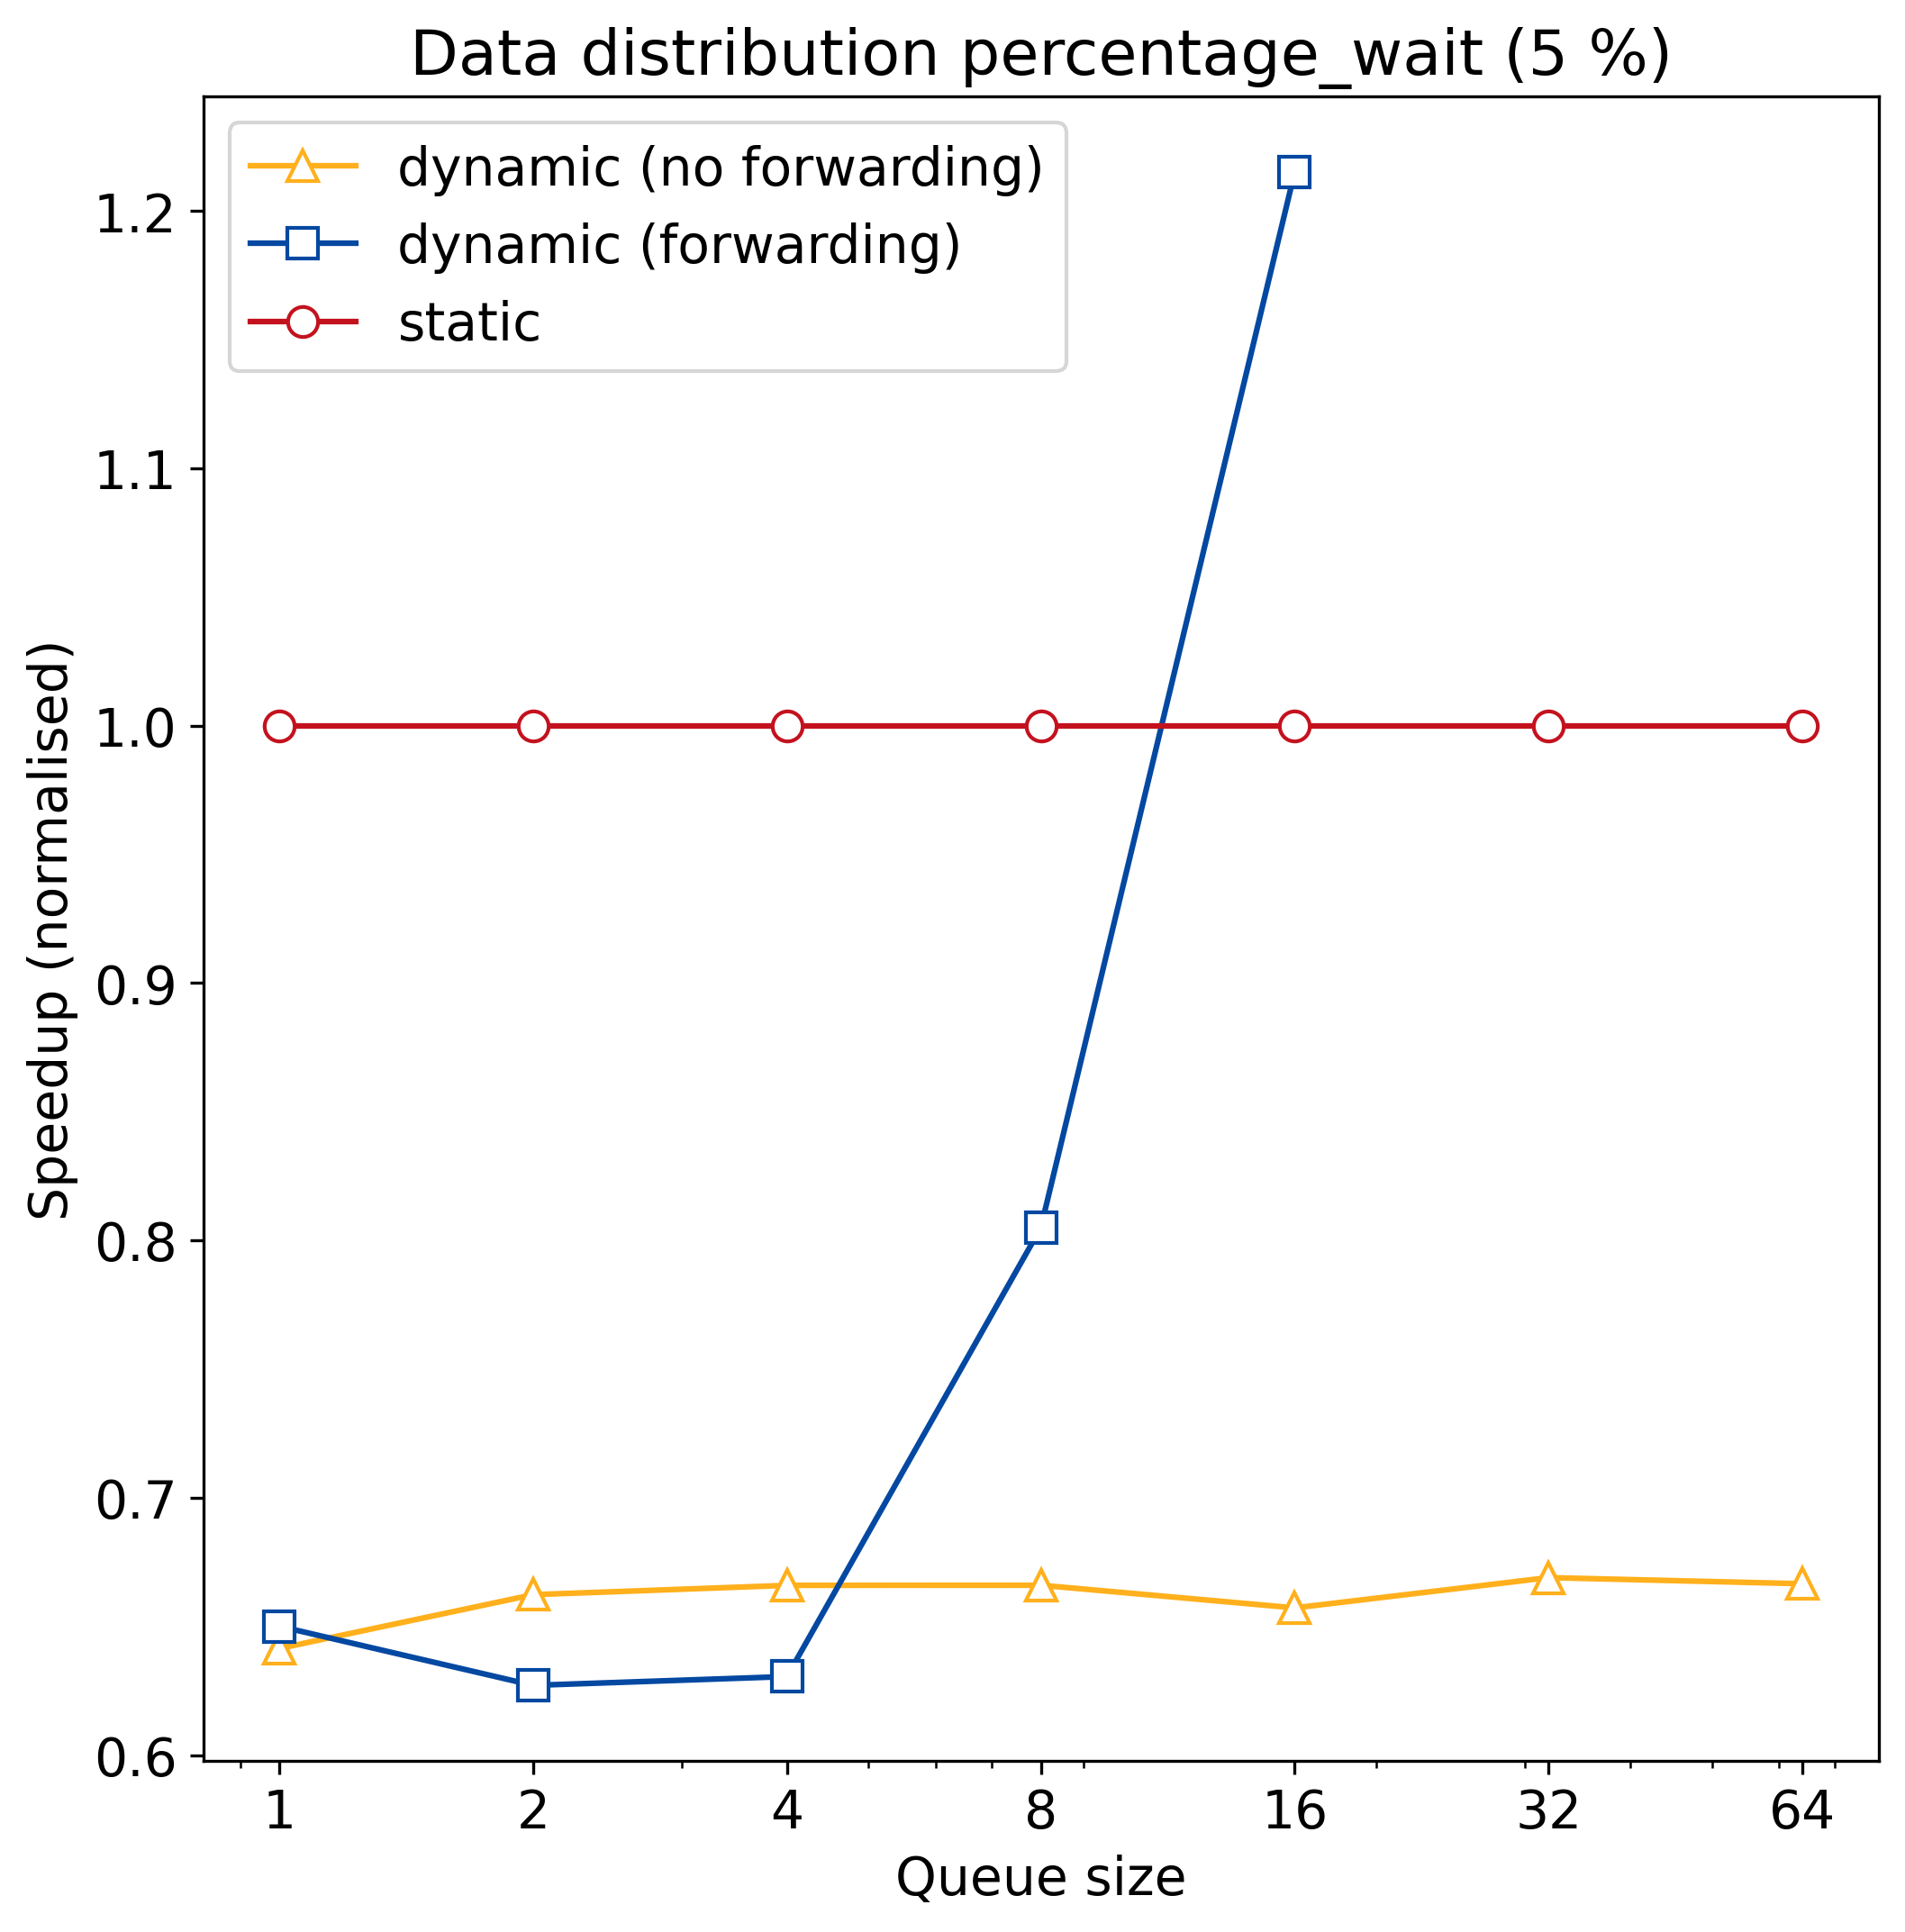 Data distribution percentage_wait (5 %)
dynamic (no forwarding)
dynamic (forwarding)
static
Speedup (normalised)
1.2
1.1
1.0
0.9
0.8
0.7
0.6
1 2 4 8 16 32 64
Queue size